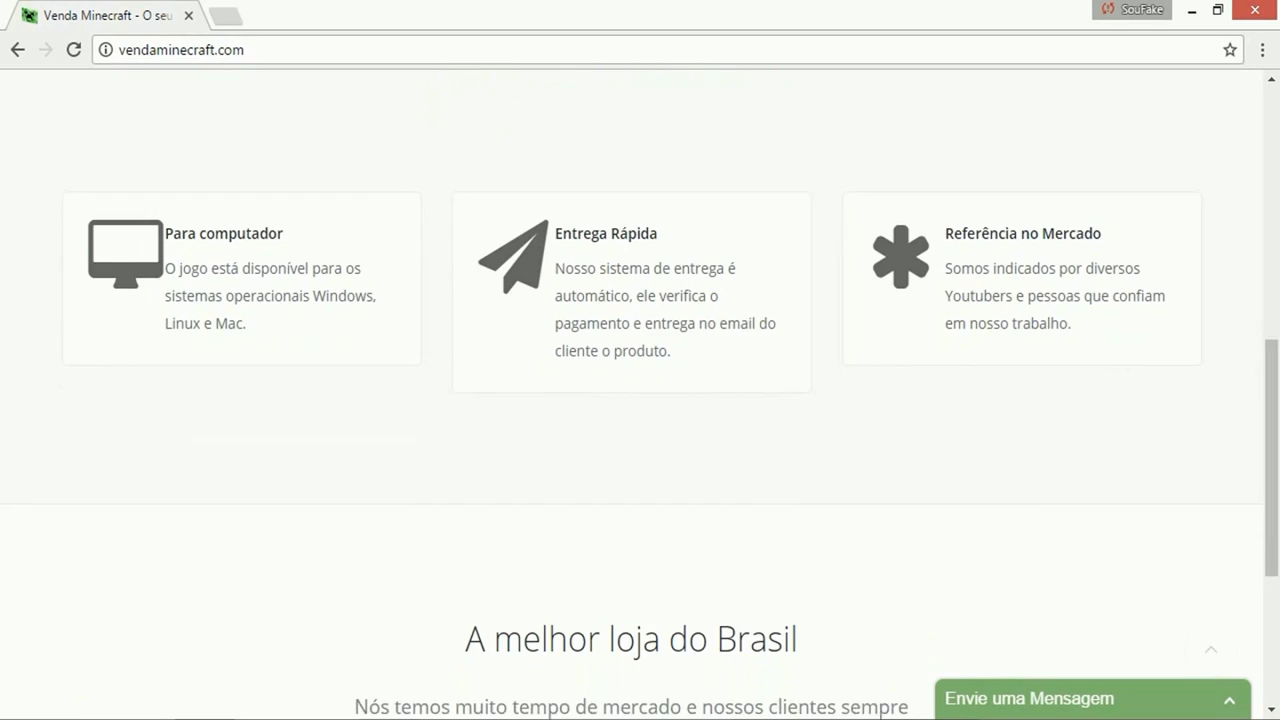 Venda Minecraft - O seu
SouFake
vendaminecraft.com
Para computador
O jogo está disponível para os
sistemas operacionais Windows,
Linux e Mac.
Entrega Rápida
Nosso sistema de entrega é
automático, ele verifica o
pagamento e entrega no email do
cliente o produto.
Referência no Mercado
Somos indicados por diversos
Youtubers e pessoas que confiam
em nosso trabalho.
A melhor loja do Brasil
Nós temos muito tempo de mercado e nossos clientes sempre
Envie uma Mensagem